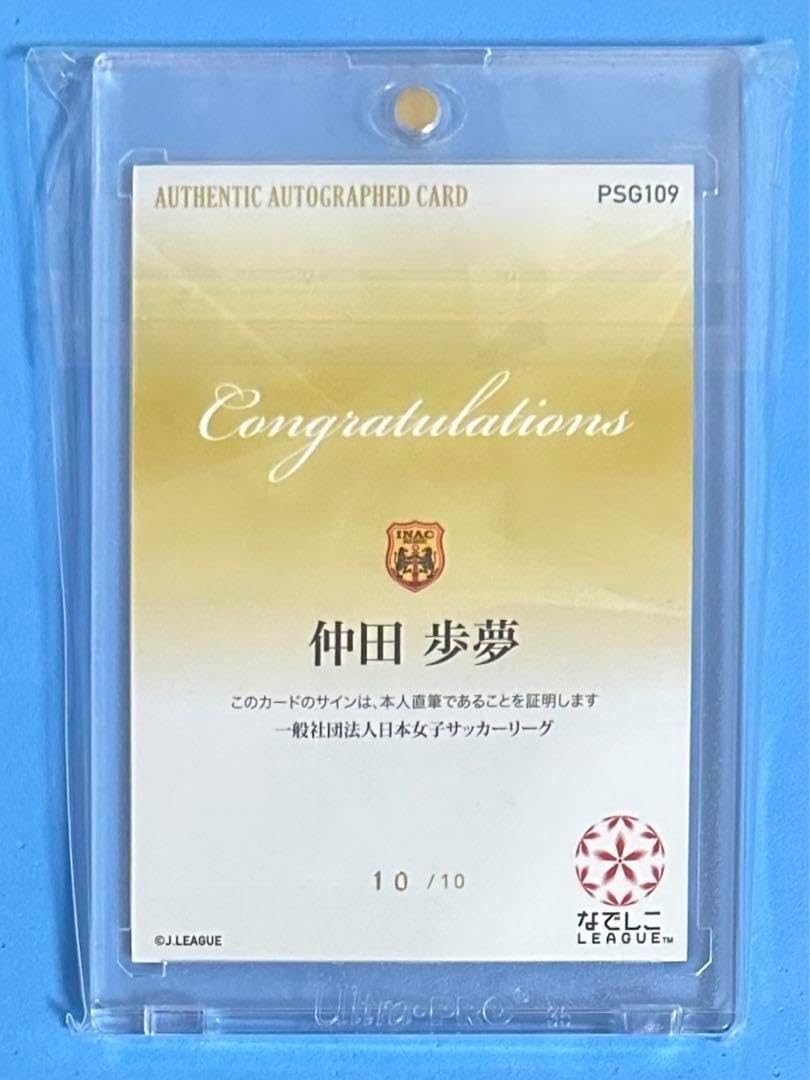 AUTHENTIC AUTOGRAPHED CARD
PSG109
Congratulations
INAC
仲田 歩夢
このカードのサインは、本人直筆であることを証明します
一般社団法人日本女子サッカーリーグ
10 /10
なでしこ
LEAGUE™
©J.LEAGUE
Ultra•PRO®